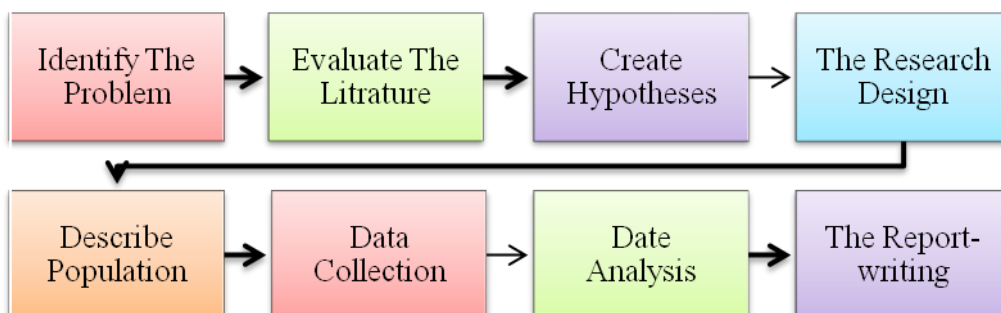 Identify The
Problem
Evaluate The
Litrature
Create
Hypotheses
The Research
Design
Describe
Population
Data
Collection
Date
Analysis
The Report-
writing